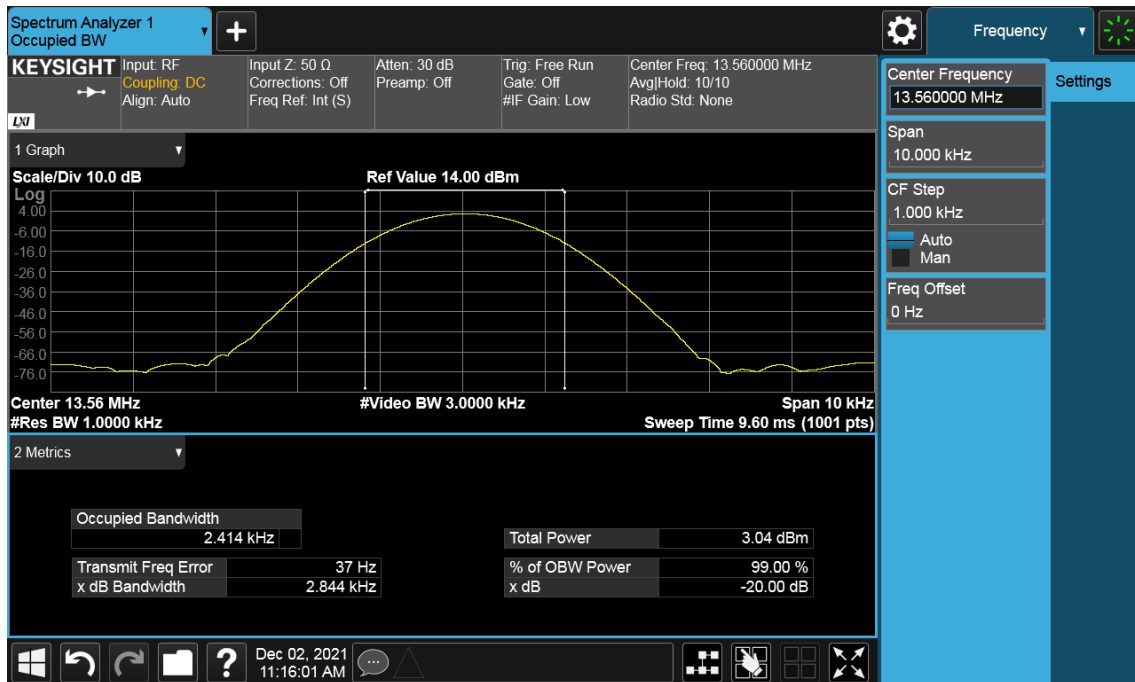 Spectrum Analyzer 1
Occupied BW
+
Frequency
KEYSIGHT
LXI
Input: RF
Coupling: DC
Align: Auto
Input Z: 50 Ω
Corrections: Off
Freq Ref: Int (S)
Atten: 30 dB
Preamp: Off
Trig: Free Run
Gate: Off
#IF Gain: Low
Center Freq: 13.560000 MHz
Avg|Hold: 10/10
Radio Std: None
Center Frequency
13.560000 MHz
Settings
Span
10.000 kHz
CF Step
1.000 kHz
Auto
Man
Freq Offset
0 Hz
1 Graph
Scale/Div 10.0 dB
Ref Value 14.00 dBm
Log
4.00
-6.00
-16.0
-26.0
-36.0
-46.0
-56.0
-66.0
-76.0
Center 13.56 MHz
#Video BW 3.0000 kHz
Span 10 kHz
#Res BW 1.0000 kHz
Sweep Time 9.60 ms (1001 pts)
2 Metrics
Occupied Bandwidth
2.414 kHz
Total Power 3.04 dBm
Transmit Freq Error 37 Hz
% of OBW Power 99.00 %
x dB Bandwidth 2.844 kHz
x dB -20.00 dB
?
Dec 02, 2021
11:16:01 AM